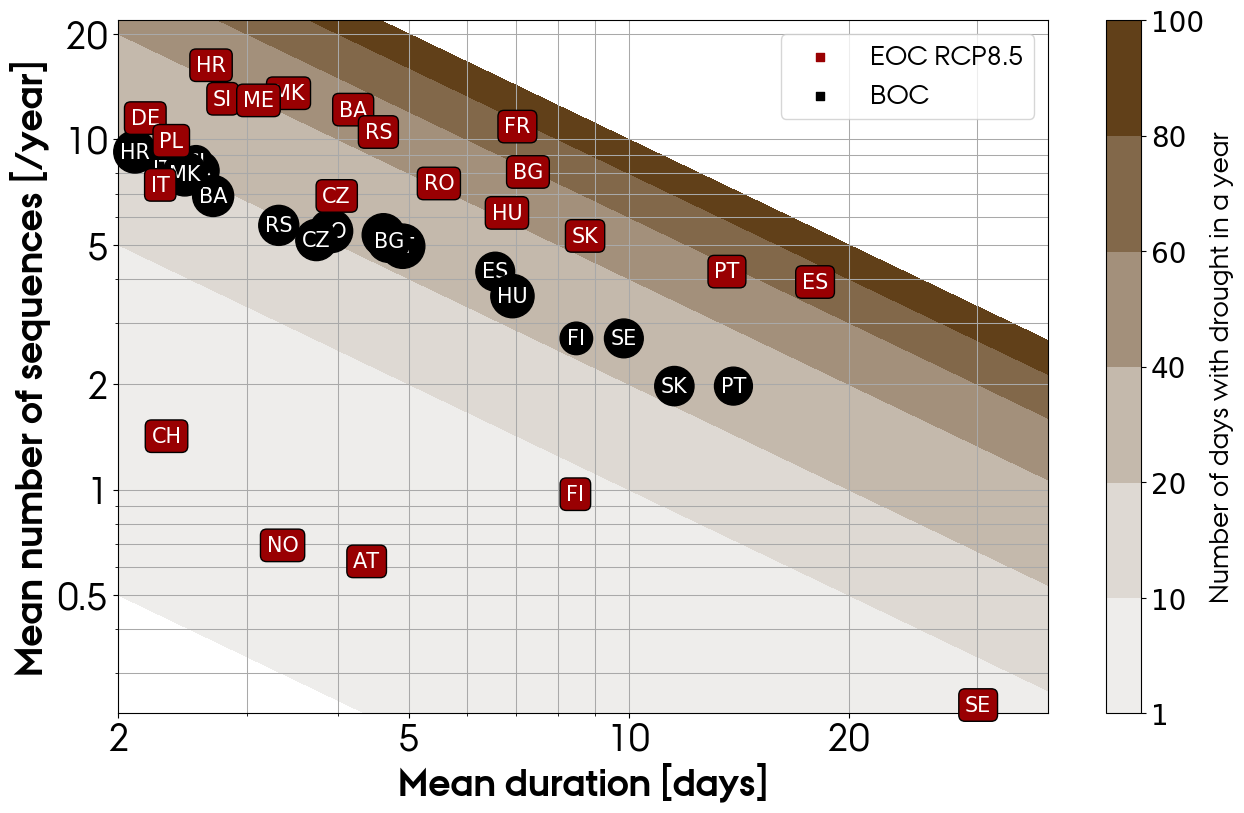 Mean number of sequences [/year]
20
10
5
2
1
0.5
2
5
10
20
Mean duration [days]
EOC RCP8.5
BOC
HR
SI
ME
MK
BA
RS
DE
PL
IT
FR
BG
RO
CZ
HU
SK
PT
ES
CH
NO
AT
FI
SE
HR
MK
BA
RS
CZ
BG
ES
HU
FI
SE
SK
PT
100
80
60
40
20
10
1
Number of days with drought in a year